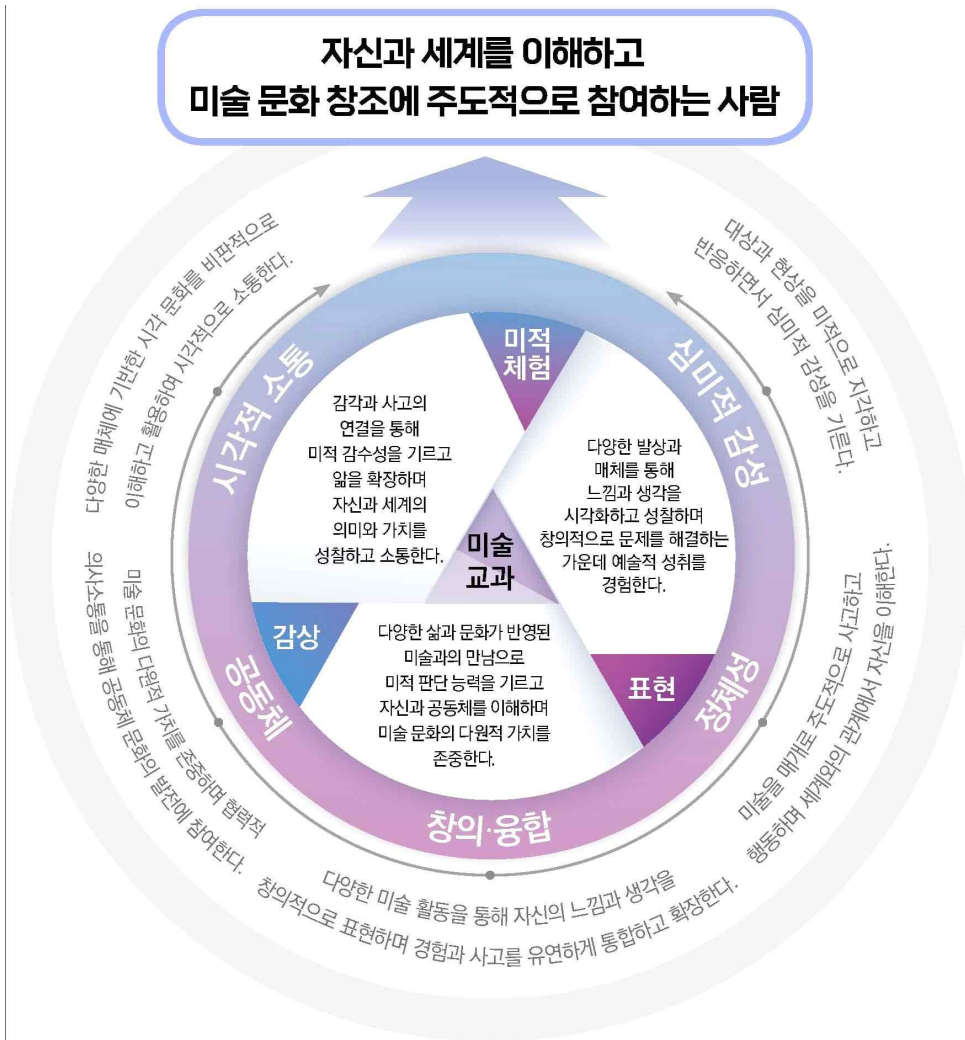 자신과 세계를 이해하고
미술 문화 창조에 주도적으로 참여하는 사람
다양한 매체에 기반한 시각 문화를 비판적으로
이해하고 활용하여 시각적으로 소통한다.
대상과 현상을 미적으로 지각하고
반응하면서 심미적 감성을 기른다.
시각적 소통
미적
체험
심미적 감성
감각과 사고의
연결을 통해
미적 감수성을 기르고
앎을 확장하며
자신과 세계의
의미와 가치를
성찰하고 소통한다.
다양한 발상과
매체를 통해
느낌과 생각을
시각화하고 성찰하며
창의적으로 문제를 해결하는
가운데 예술적 성취를
경험한다.
미술
교과
감상
다양한 삶과 문화가 반영된
미술과의 만남으로
미적 판단 능력을 기르고
자신과 공동체를 이해하며
미술 문화의 다원적 가치를
존중한다.
표현
공동체
정체성
창의·융합
미술 문화의 다원적 가치를 존중하며 협력적
의사소통을 통해 공동체 문화의 발전에 참여한다.
미술을 매개로 주도적으로 사고하고
행동하며 세계와의 관계에서 자신을 이해한다.
다양한 미술 활동을 통해 자신의 느낌과 생각을
창의적으로 표현하며 경험과 사고를 유연하게 통합하고 확장한다.